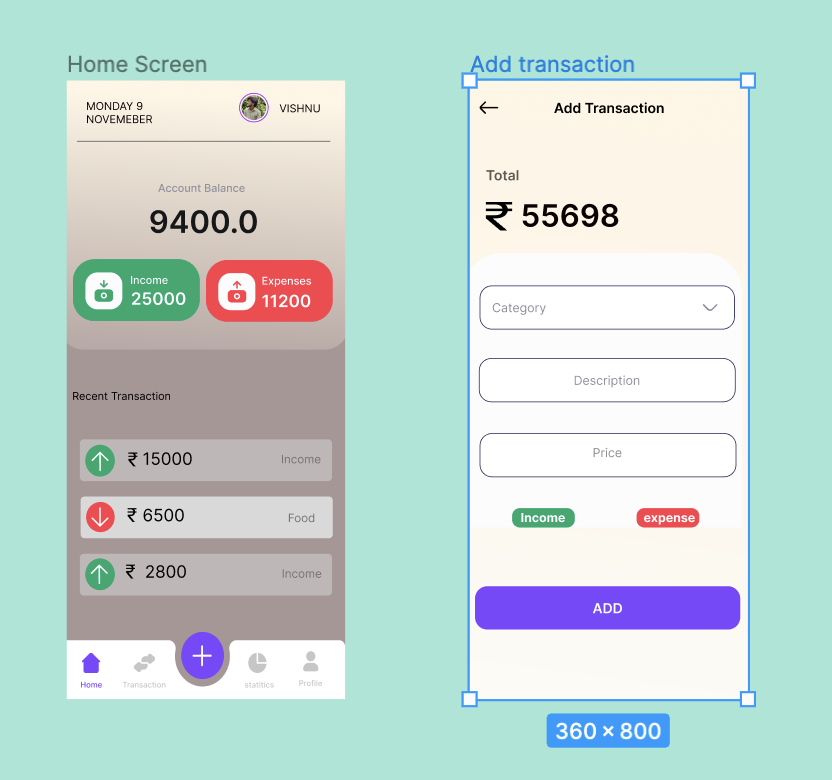 Home Screen
MONDAY 9
NOVEMEBER
VISHNU
Account Balance
9400.0
Income
25000
Expenses
11200
Recent Transaction
₹ 15000
Income
₹ 6500
Food
₹ 2800
Income
Home
Transaction
statitics
Profile
Add transaction
Add Transaction
Total
₹ 55698
Category
Description
Price
Income
expense
ADD
360 × 800